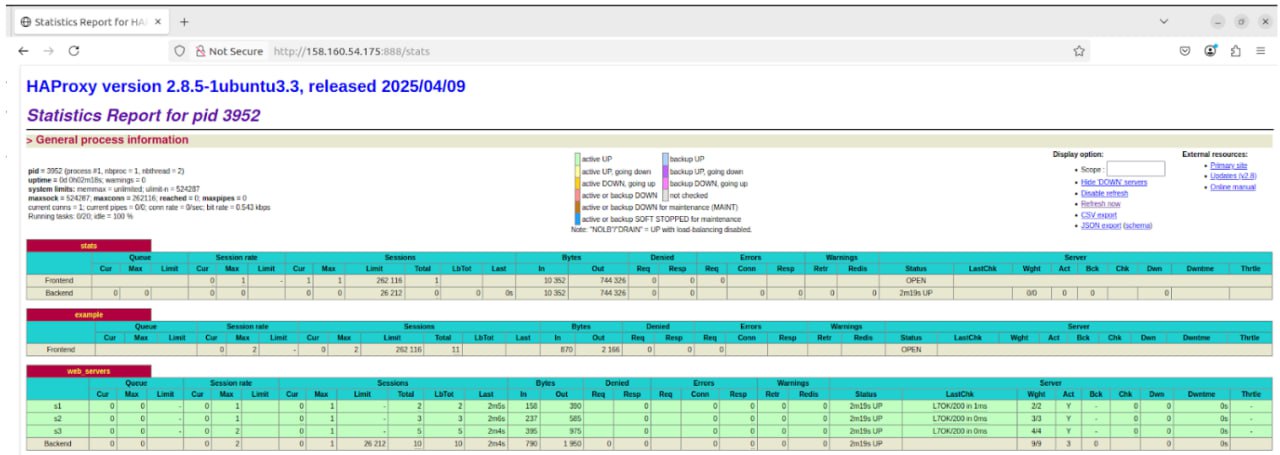 Statistics Report for HA
Not Secure http://158.160.54.175:888/stats
HAProxy version 2.8.5-1ubuntu3.3, released 2025/04/09
Statistics Report for pid 3952
> General process information
pid = 3952 (process #1, nbproc = 1, nbthread = 2)
uptime = 0d 0h02m19s; warnings = 0
system limits: memmax = unlimited; ulimit-n = 524287
maxsock = 524287; maxconn = 262116; reached = 0; maxpipes = 0
current conns = 1; current pipes = 0/0; conn rate = 0/sec; bit rate = 0.543 kbps
Running tasks: 0/20; idle = 100 %
active UP backup UP
active UP, going down backup UP, going down
active DOWN, going up backup DOWN, going up
active or backup DOWN not checked
active or backup DOWN for maintenance (MAINT)
active or backup SOFT STOPPED for maintenance
Note: "NOLB"/"DRAIN" = UP with load-balancing disabled.
Display option:
• Scope :
• Hide 'DOWN' servers
• Disable refresh
• Refresh now
• CSV export
• JSON export (schema)
External resources:
• Primary site
• Updates (v2.8)
• Online manual
stats
Queue Session rate Sessions Bytes Denied Errors Warnings Server
Cur Max Limit Cur Max Limit Cur Max Limit Total LbTot Last In Out Req Resp Req Conn Resp Retr Redis Status LastChk Wght Act Bck Chk Dwn Dwntme Thrtle
Frontend 0 1 - 1 1 262 116 1 10 352 744 326 0 0 0 OPEN
Backend 0 0 0 0 0 0 26 212 0 0 0s 10 352 744 326 0 0 0 0 0 0 2m19s UP 0/0 0 0 0
example
Queue Session rate Sessions Bytes Denied Errors Warnings Server
Cur Max Limit Cur Max Limit Cur Max Limit Total LbTot Last In Out Req Resp Req Conn Resp Retr Redis Status LastChk Wght Act Bck Chk Dwn Dwntme Thrtle
Frontend 0 2 - 0 2 262 116 11 870 2 166 0 0 0 OPEN
web_servers
Queue Session rate Sessions Bytes Denied Errors Warnings Server
Cur Max Limit Cur Max Limit Cur Max Limit Total LbTot Last In Out Req Resp Req Conn Resp Retr Redis Status LastChk Wght Act Bck Chk Dwn Dwntme Thrtle
s1 0 0 - 0 1 0 1 - 2 2 2m5s 158 390 0 0 0 0 0 2m19s UP L7OK/200 in 1ms 2/2 Y - 0 0 0s -
s2 0 0 - 0 1 0 1 - 3 3 2m6s 237 585 0 0 0 0 0 2m19s UP L7OK/200 in 0ms 3/3 Y - 0 0 0s -
s3 0 0 - 0 2 0 1 - 5 5 2m4s 395 975 0 0 0 0 0 2m19s UP L7OK/200 in 0ms 4/4 Y - 0 0 0s -
Backend 0 0 0 2 0 1 26 212 10 10 2m4s 790 1 950 0 0 0 0 0 0 2m19s UP 9/9 3 0 0 0s